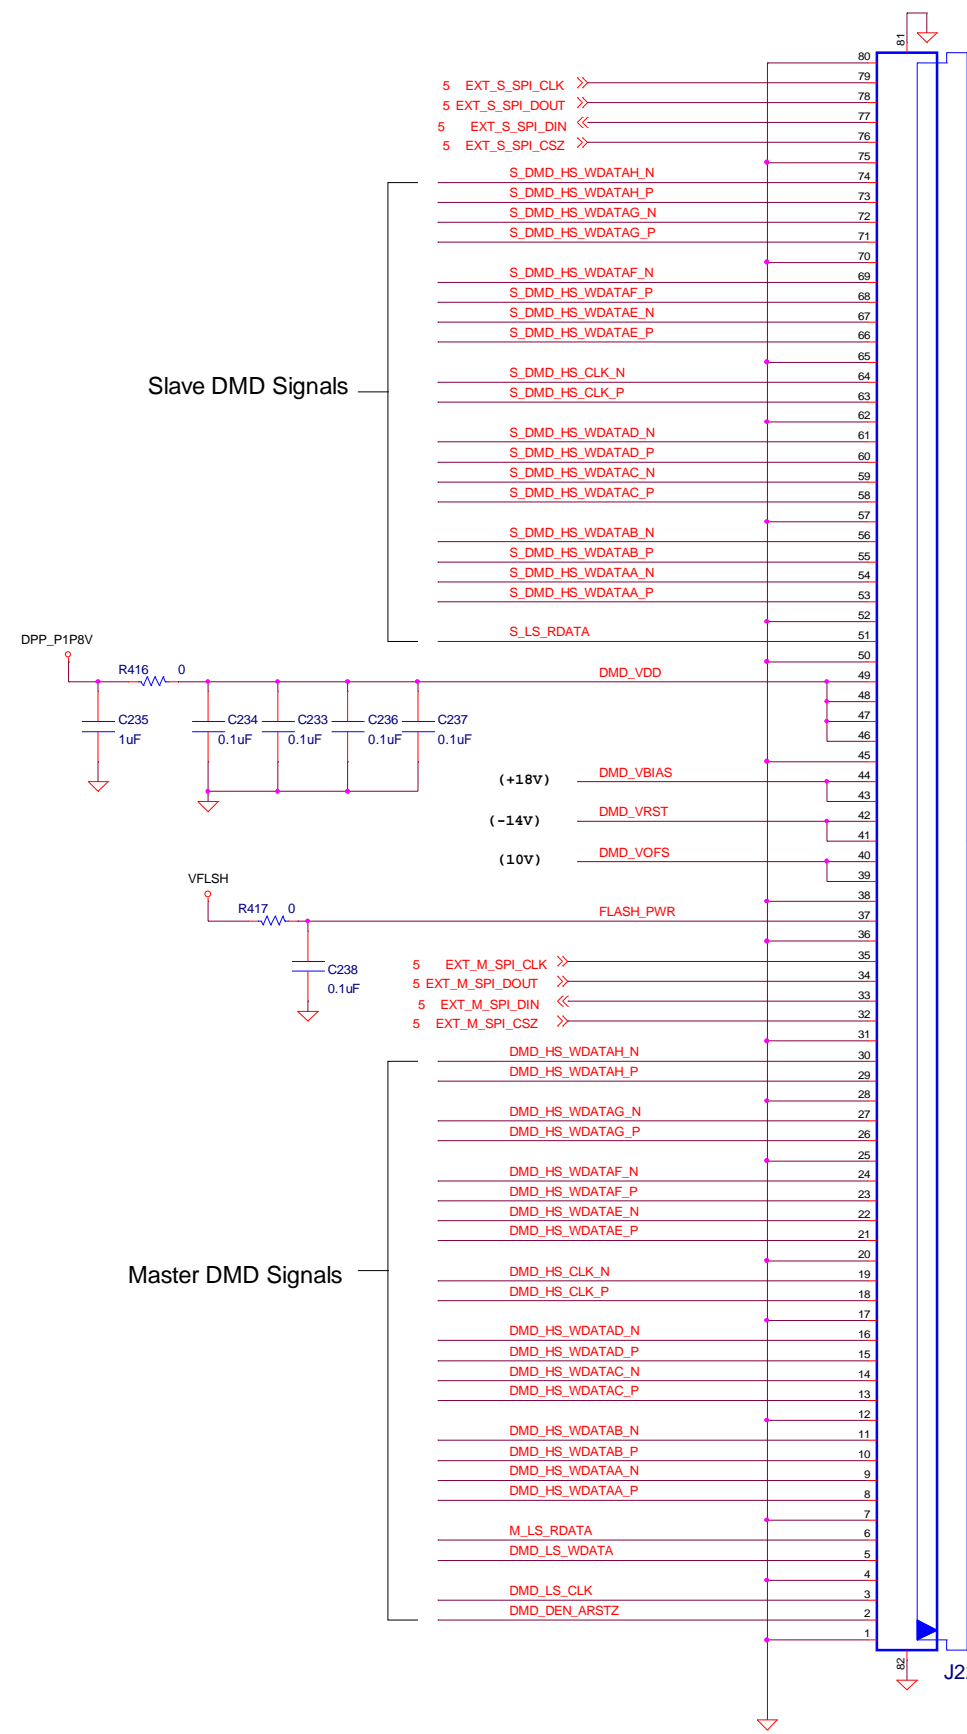 81
80
5 EXT_S_SPI_CLK 79
5 EXT_S_SPI_DOUT 78
5 EXT_S_SPI_DIN 77
5 EXT_S_SPI_CSZ 76
75
S_DMD_HS_WDATAH_N 74
S_DMD_HS_WDATAH_P 73
S_DMD_HS_WDATAG_N 72
S_DMD_HS_WDATAG_P 71
70
S_DMD_HS_WDATAF_N 69
S_DMD_HS_WDATAF_P 68
S_DMD_HS_WDATAE_N 67
S_DMD_HS_WDATAE_P 66
65
Slave DMD Signals
S_DMD_HS_CLK_N 64
S_DMD_HS_CLK_P 63
62
S_DMD_HS_WDATAD_N 61
S_DMD_HS_WDATAD_P 60
S_DMD_HS_WDATAC_N 59
S_DMD_HS_WDATAC_P 58
57
S_DMD_HS_WDATAB_N 56
S_DMD_HS_WDATAB_P 55
S_DMD_HS_WDATAA_N 54
S_DMD_HS_WDATAA_P 53
52
S_LS_RDATA 51
DPP_P1P8V
50
R416 0 DMD_VDD 49
48
C235 C234 C233 C236 C237 47
1uF 0.1uF 0.1uF 0.1uF 0.1uF 46
45
(+18V) DMD_VBIAS 44
43
(-14V) DMD_VRST 42
41
(10V) DMD_VOFS 40
39
VFLSH
38
R417 0 FLASH_PWR 37
36
5 EXT_M_SPI_CLK 35
C238
5 EXT_M_SPI_DOUT 34
0.1uF
5 EXT_M_SPI_DIN 33
5 EXT_M_SPI_CSZ 32
31
DMD_HS_WDATAH_N 30
DMD_HS_WDATAH_P 29
28
DMD_HS_WDATAG_N 27
DMD_HS_WDATAG_P 26
25
DMD_HS_WDATAF_N 24
DMD_HS_WDATAF_P 23
DMD_HS_WDATAE_N 22
DMD_HS_WDATAE_P 21
20
Master DMD Signals
DMD_HS_CLK_N 19
DMD_HS_CLK_P 18
17
DMD_HS_WDATAD_N 16
DMD_HS_WDATAD_P 15
DMD_HS_WDATAC_N 14
DMD_HS_WDATAC_P 13
12
DMD_HS_WDATAB_N 11
DMD_HS_WDATAB_P 10
DMD_HS_WDATAA_N 9
DMD_HS_WDATAA_P 8
7
M_LS_RDATA 6
DMD_LS_WDATA 5
4
DMD_LS_CLK 3
DMD_DEN_ARSTZ 2
1
82